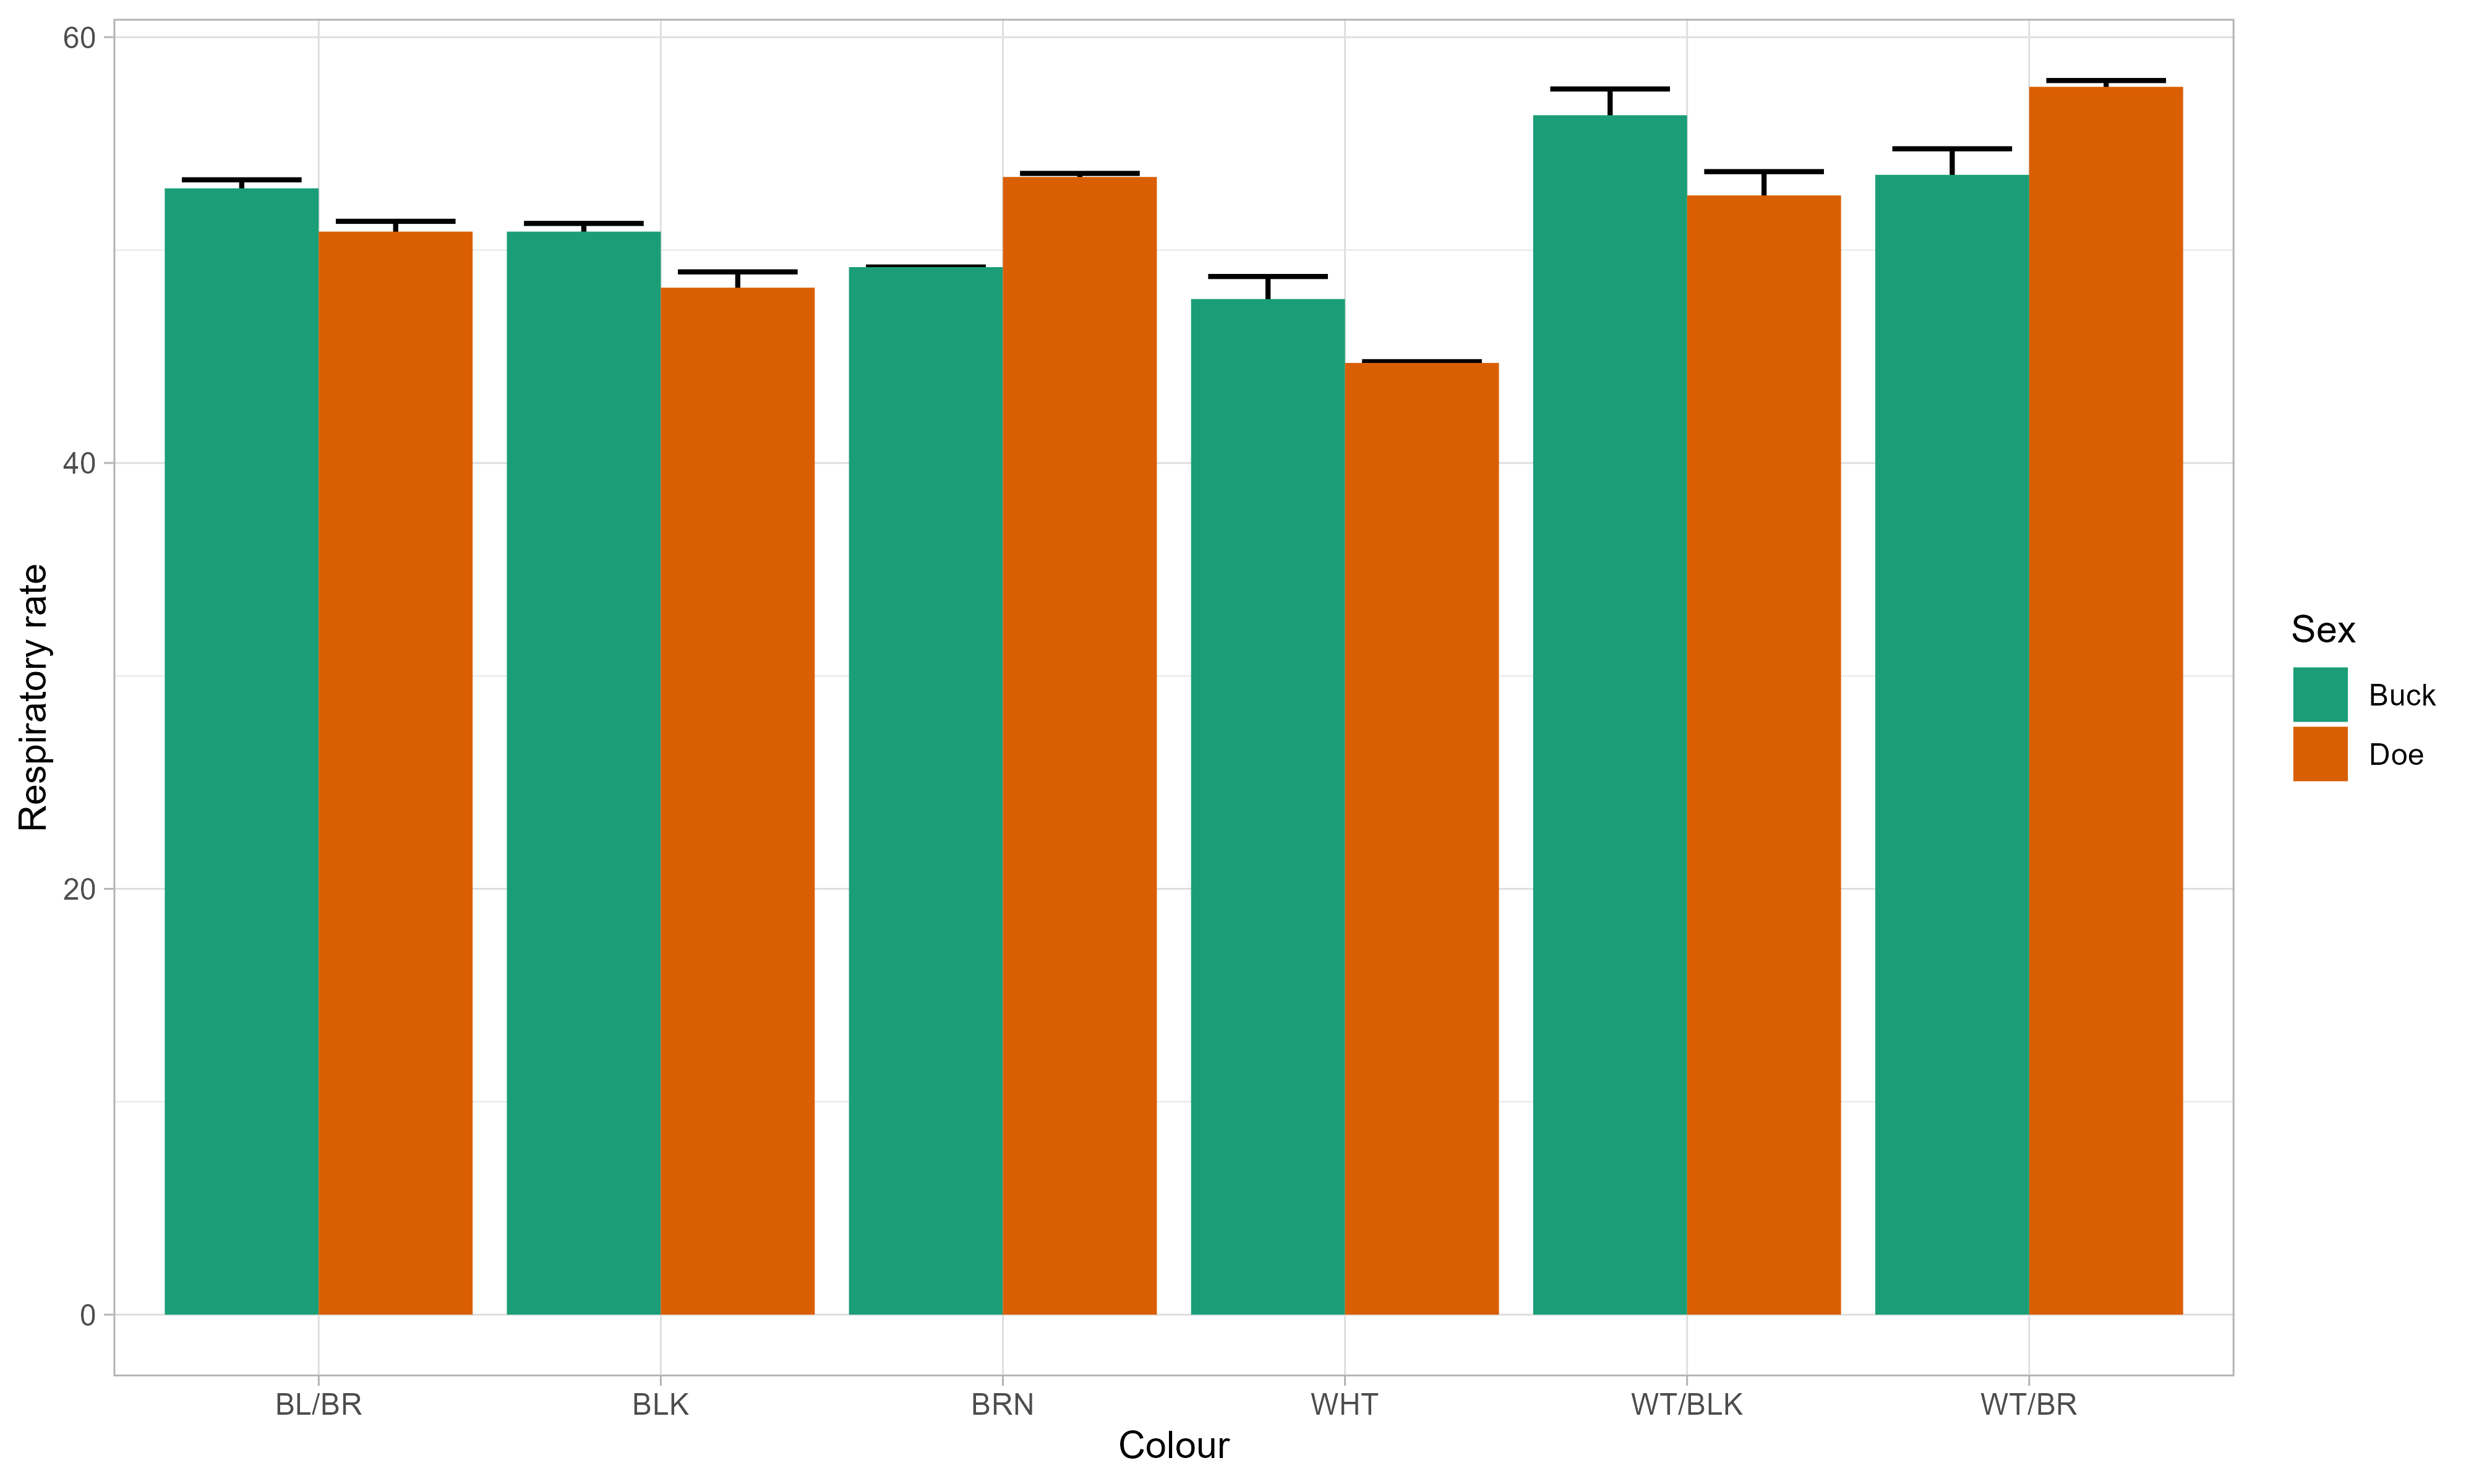 60
40
20
0
Respiratory rate
BL/BR
BLK
BRN
WHT
WT/BLK
WT/BR
Colour
Sex
Buck
Doe